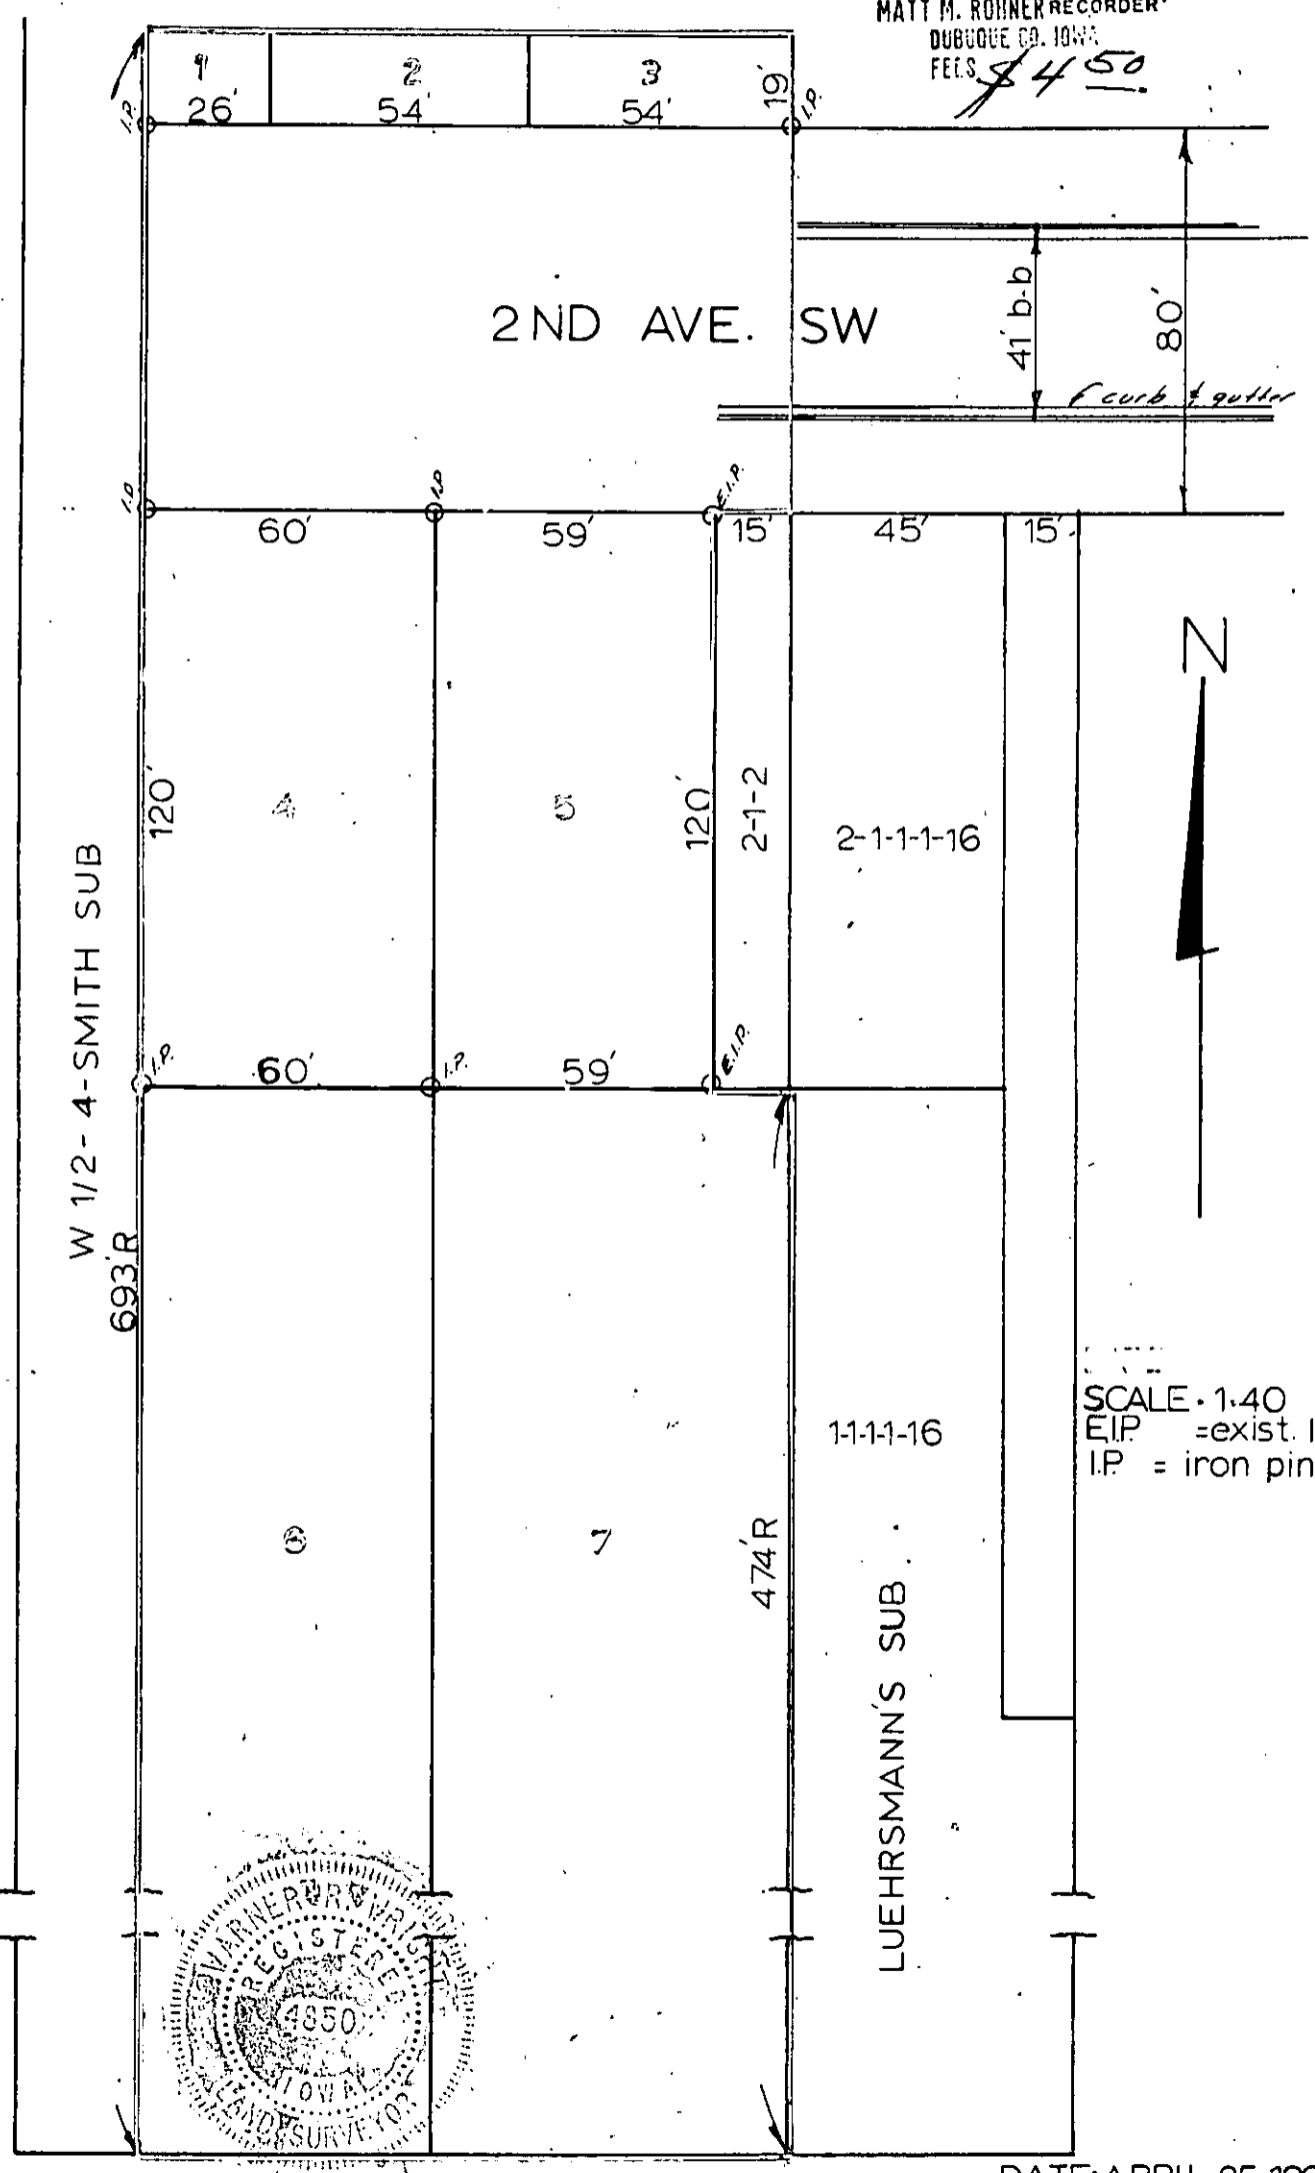 MATT M. ROHNER RECORDER
DUBUQUE CO. IOWA
FEES $4 50
1
2
3
26'
54'
54'
19'
I.P.
I.P.
2ND AVE. SW
41' b-b
80'
curb & gutter
I.P.
I.P.
E.I.P.
60'
59'
15'
45'
15'
N
120'
4
5
120'
2-1-2
2-1-1-1-16
W 1/2 - 4 - SMITH SUB
I.P.
60'
I.P.
59'
E.I.P.
693'R
SCALE 1:40
E.I.P. = exist.
I.P. = iron pin
1-1-1-1-16
6
7
474'R
LUEHRSMANN'S SUB.
REGISTERED
4850
IOWA
LAND SURVEYOR
DATE: APRIL 25